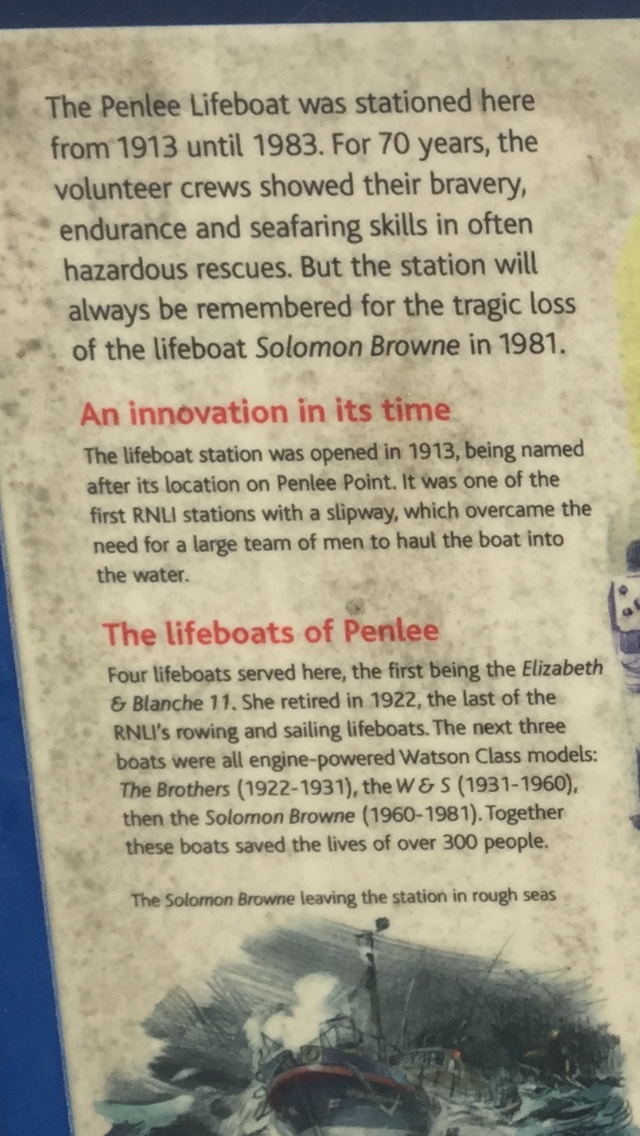 The Penlee Lifeboat was stationed here
from 1913 until 1983. For 70 years, the
volunteer crews showed their bravery,
endurance and seafaring skills in often
hazardous rescues. But the station will
always be remembered for the tragic loss
of the lifeboat Solomon Browne in 1981.
An innovation in its time
The lifeboat station was opened in 1913, being named
after its location on Penlee Point. It was one of the
first RNLI stations with a slipway, which overcame the
need for a large team of men to haul the boat into
the water.
The lifeboats of Penlee
Four lifeboats served here, the first being the Elizabeth
& Blanche 11. She retired in 1922, the last of the
RNLI's rowing and sailing lifeboats. The next three
boats were all engine-powered Watson Class models:
The Brothers (1922-1931), the W & S (1931-1960),
then the Solomon Browne (1960-1981). Together
these boats saved the lives of over 300 people.
The Solomon Browne leaving the station in rough seas